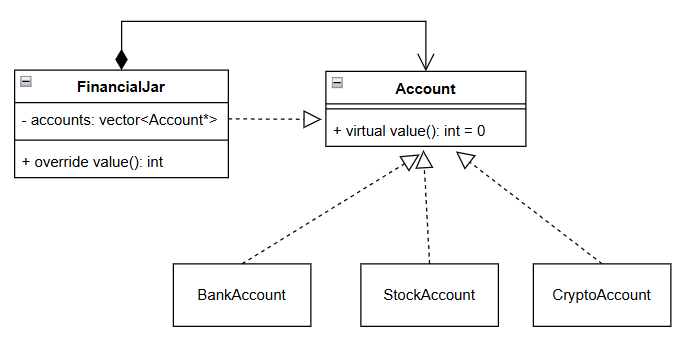 FinancialJar
- accounts: vector<Account*>
+ override value(): int
Account
+ virtual value(): int = 0
BankAccount
StockAccount
CryptoAccount